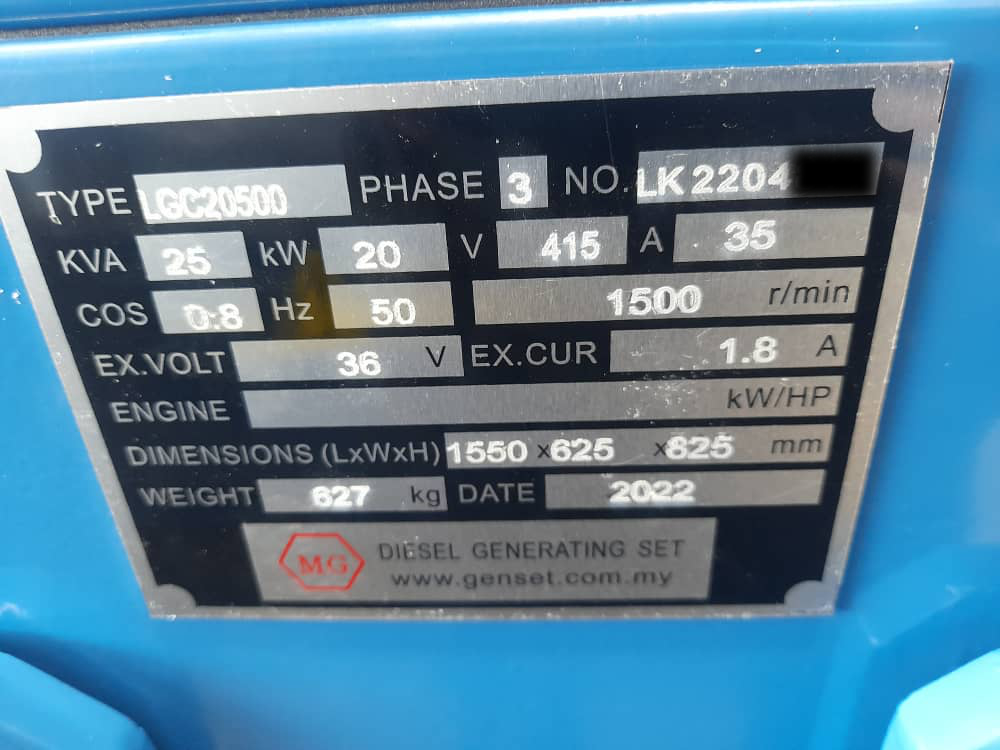 TYPE LGC20500 PHASE 3 NO. LK2204
KVA 25 kW 20 V 415 A 35
COS 0.8 Hz 50 1500 r/min
EX.VOLT 36 V EX.CUR 1.8 A
ENGINE kW/HP
DIMENSIONS (LxWxH) 1550 x625 x825 mm
WEIGHT 627 kg DATE 2022
MG DIESEL GENERATING SET
www.genset.com.my